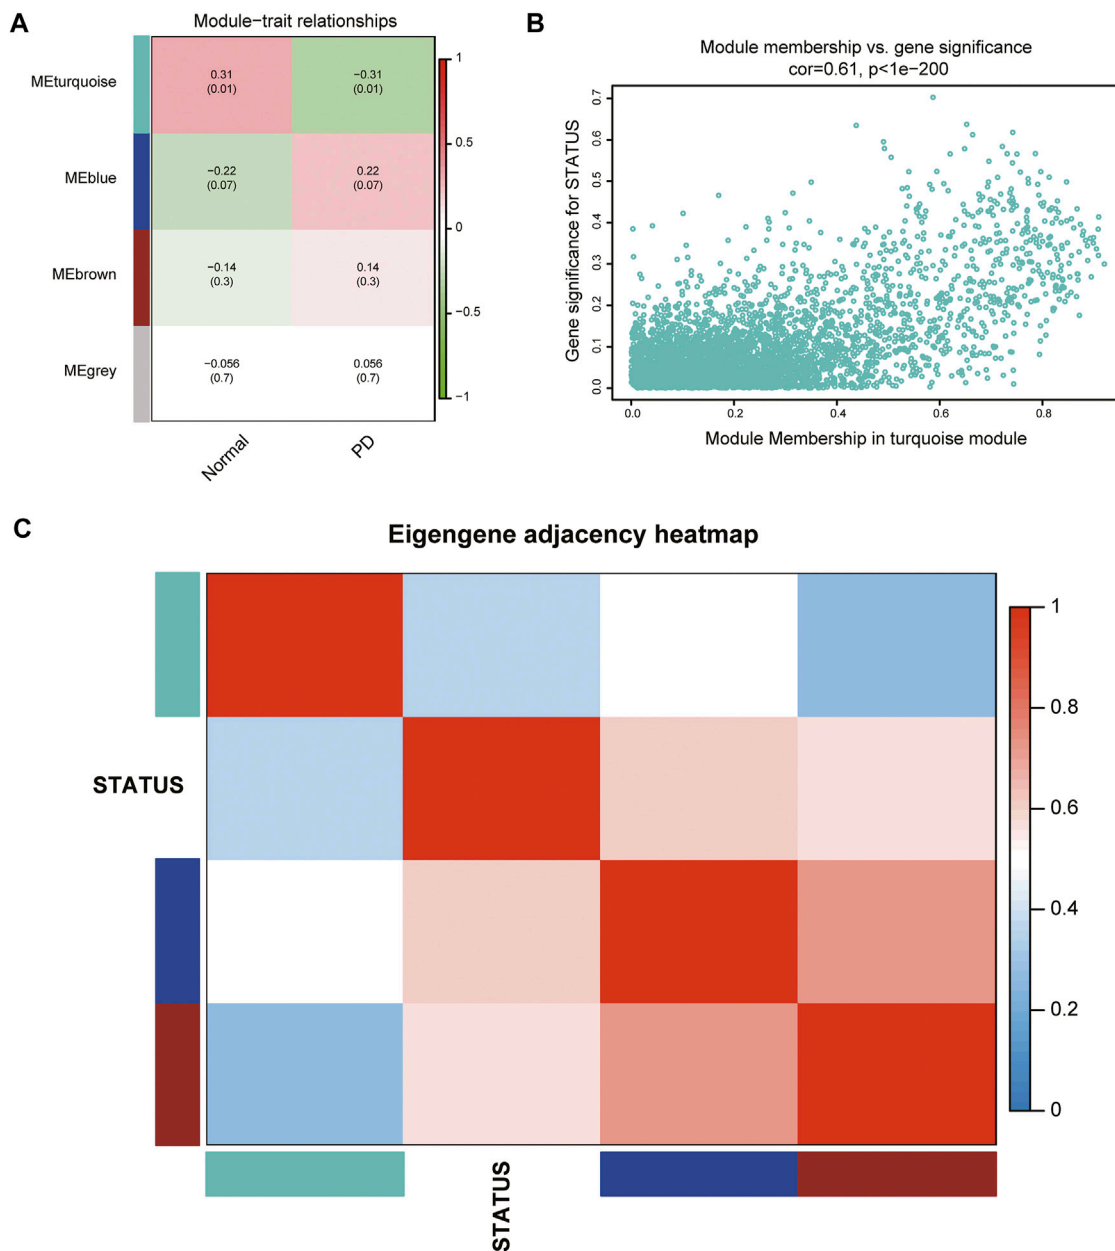 A
Module−trait relationships
MEturquoise
0.31
(0.01)
−0.31
(0.01)
MEblue
−0.22
(0.07)
0.22
(0.07)
MEbrown
−0.14
(0.3)
0.14
(0.3)
MEgrey
−0.056
(0.7)
0.056
(0.7)
Normal
PD
1
0.5
0
−0.5
−1
B
Module membership vs. gene significance
cor=0.61, p<1e−200
Gene significance for STATUS
0.7
0.6
0.5
0.4
0.3
0.2
0.1
0.0
0.0
0.2
0.4
0.6
0.8
Module Membership in turquoise module
C
Eigengene adjacency heatmap
STATUS
STATUS
1
0.8
0.6
0.4
0.2
0